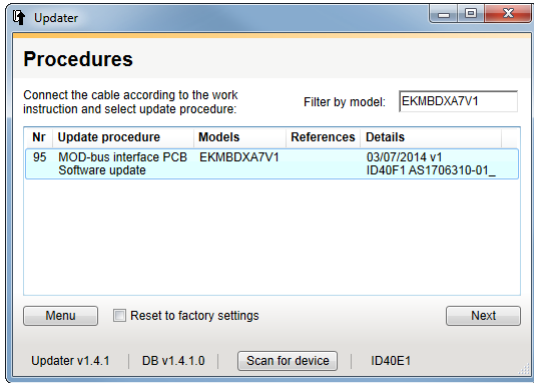 Updater
Procedures
Connect the cable according to the work
instruction and select update procedure:
Filter by model: EKMBDXA7V1
Nr Update procedure Models References Details
95 MOD-bus interface PCB EKMBDXA7V1 03/07/2014 v1
Software update ID40F1 AS1706310-01_
Menu Reset to factory settings Next
Updater v1.4.1 DB v1.4.1.0 Scan for device ID40E1